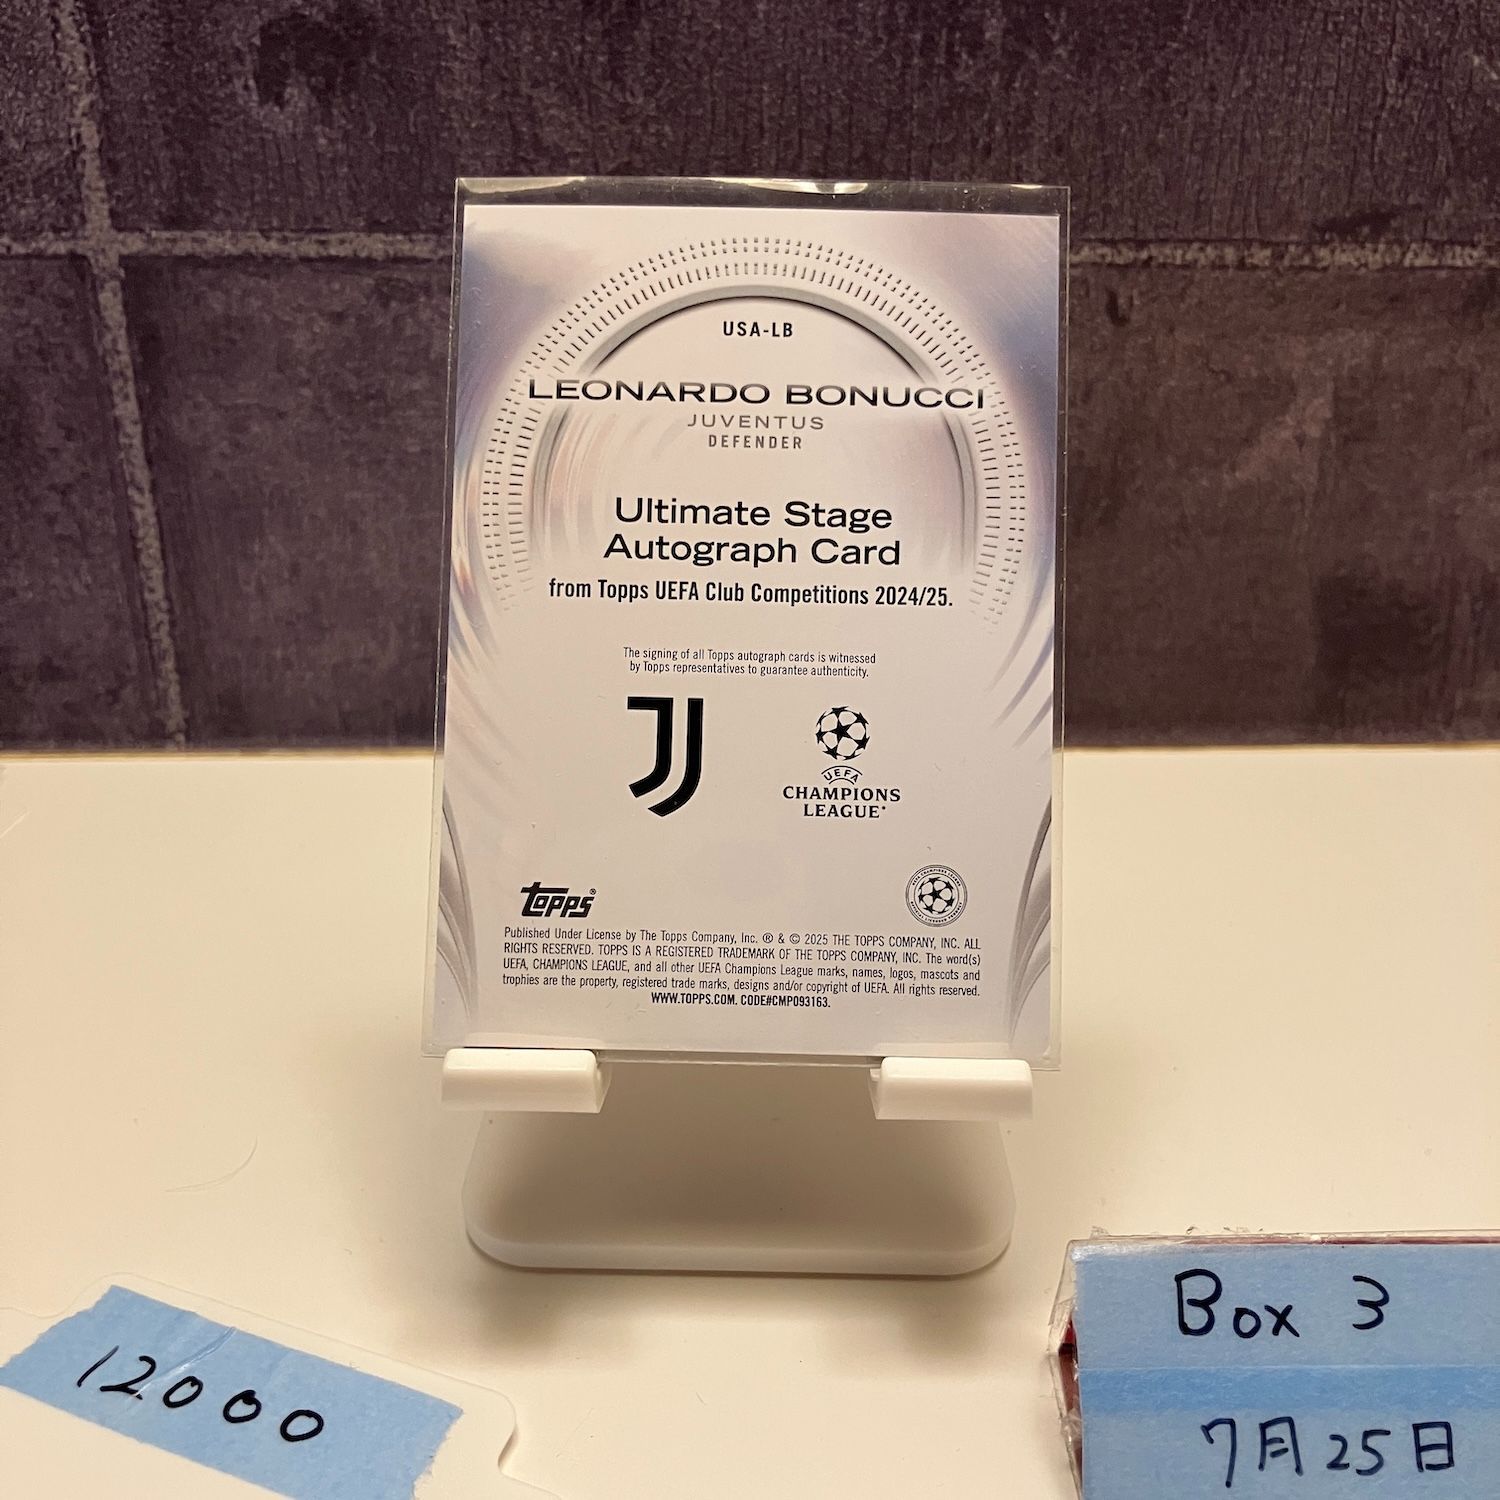 USA-LB
LEONARDO BONUCCI
JUVENTUS
DEFENDER
Ultimate Stage
Autograph Card
from Topps UEFA Club Competitions 2024/25.
The signing of all Topps autograph cards is witnessed
by Topps representatives to guarantee authenticity.
UEFA
CHAMPIONS
LEAGUE®
topps®
Published Under License by The Topps Company, Inc. ® & © 2025 THE TOPPS COMPANY, INC. ALL
RIGHTS RESERVED. TOPPS IS A REGISTERED TRADEMARK OF THE TOPPS COMPANY, INC. The word(s)
UEFA, CHAMPIONS LEAGUE, and all other UEFA Champions League marks, names, logos, mascots and
trophies are the property, registered trade marks, designs and/or copyright of UEFA. All rights reserved.
WWW.TOPPS.COM. CODE#CMP093163.
12000
Box 3
7月25日